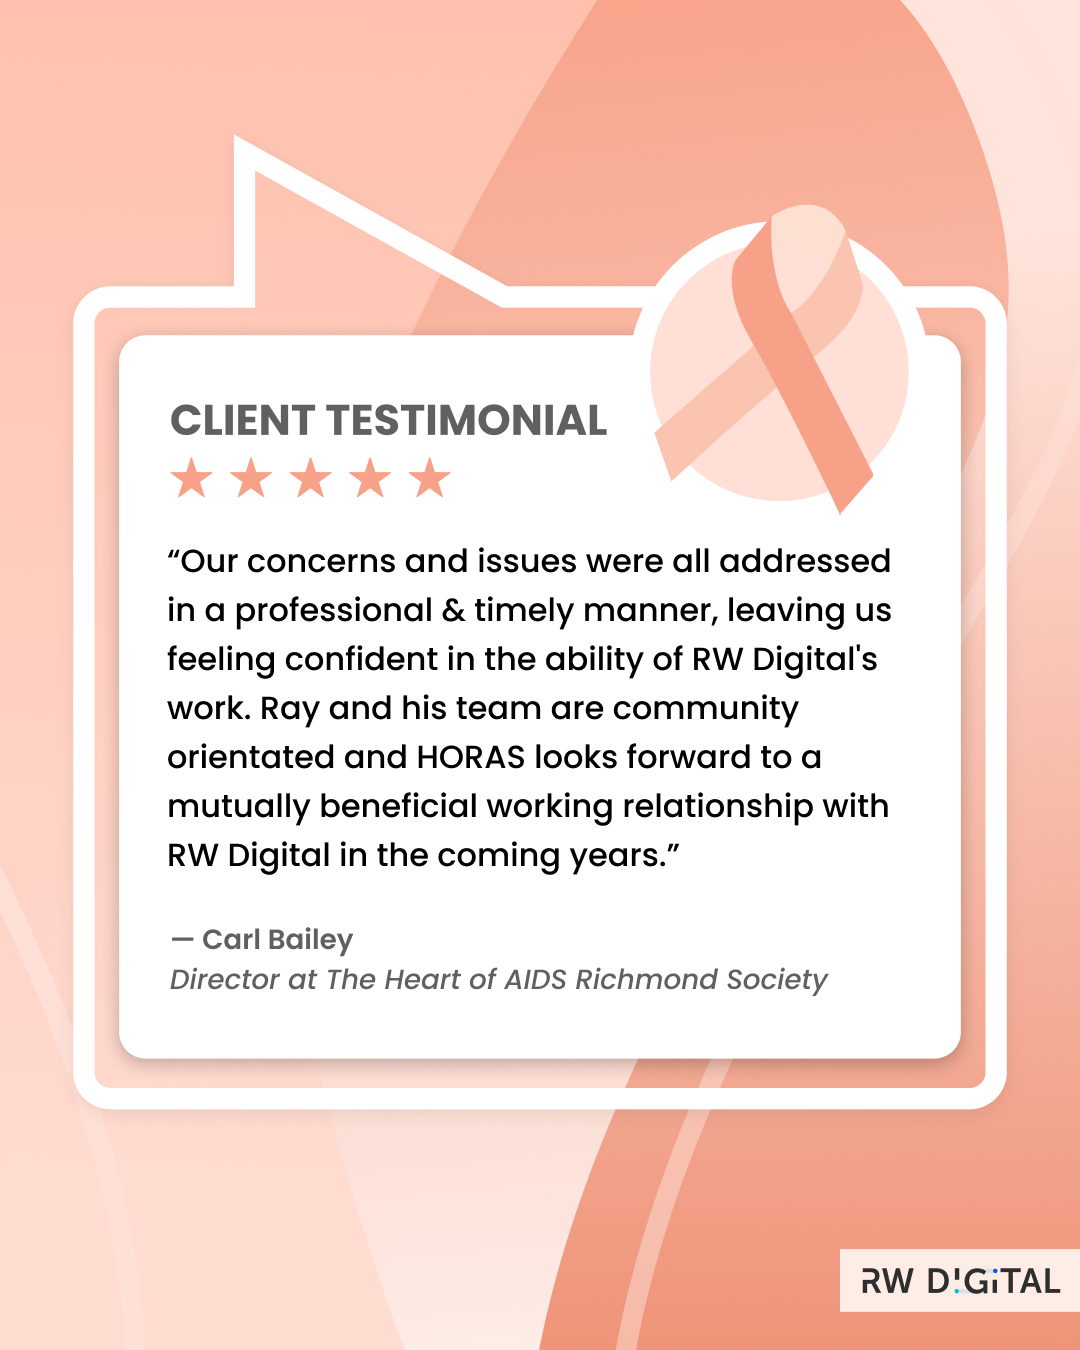 CLIENT TESTIMONIAL
“Our concerns and issues were all addressed
in a professional & timely manner, leaving us
feeling confident in the ability of RW Digital's
work. Ray and his team are community
orientated and HORAS looks forward to a
mutually beneficial working relationship with
RW Digital in the coming years.”
— Carl Bailey
Director at The Heart of AIDS Richmond Society
RW DIGITAL